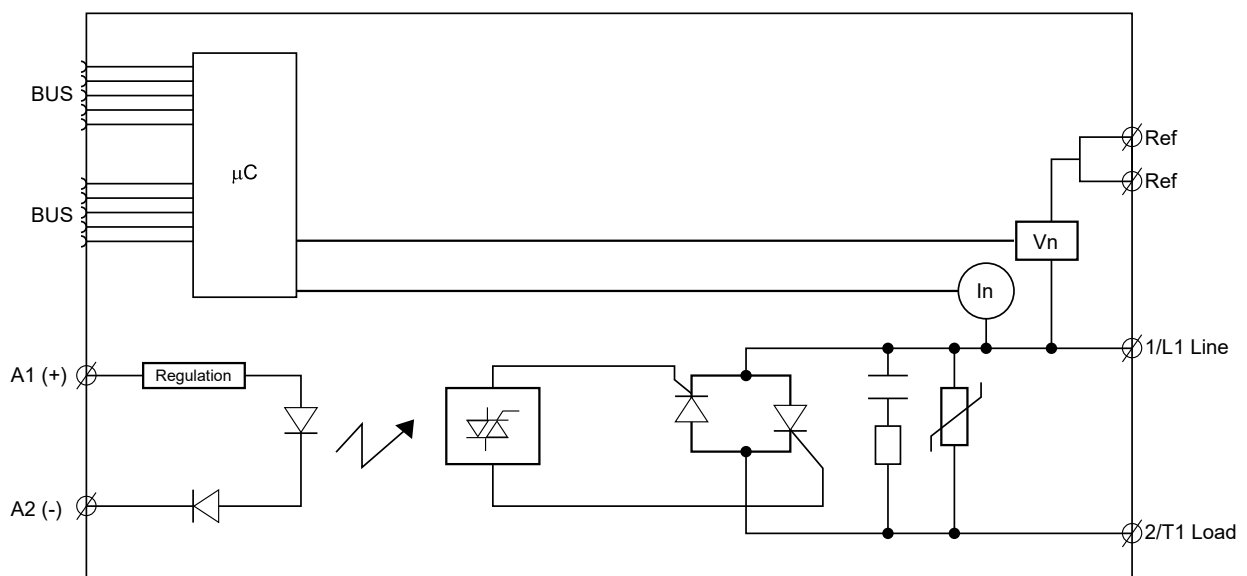 BUS
μC
Ref
Ref
BUS
Vn
In
1/L1 Line
A1 (+)
Regulation
A2 (-)
2/T1 Load